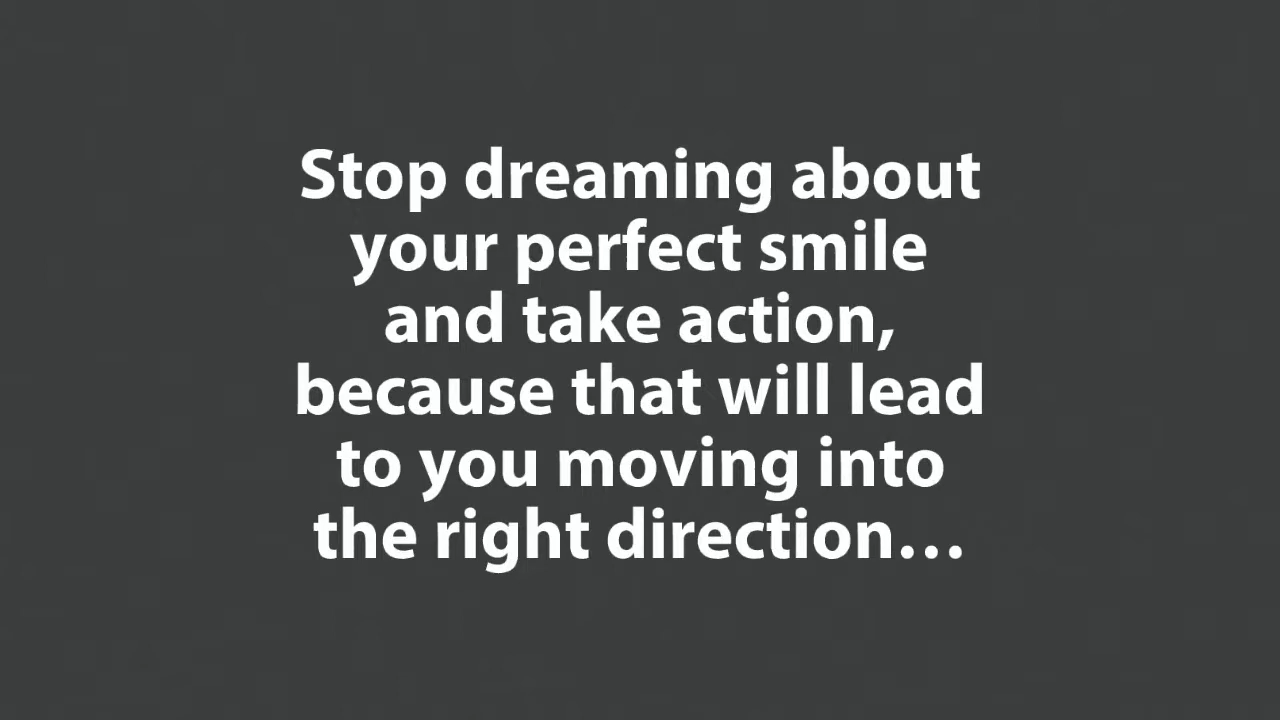 Stop dreaming about
your perfect smile
and take action,
because that will lead
to you moving into
the right direction…